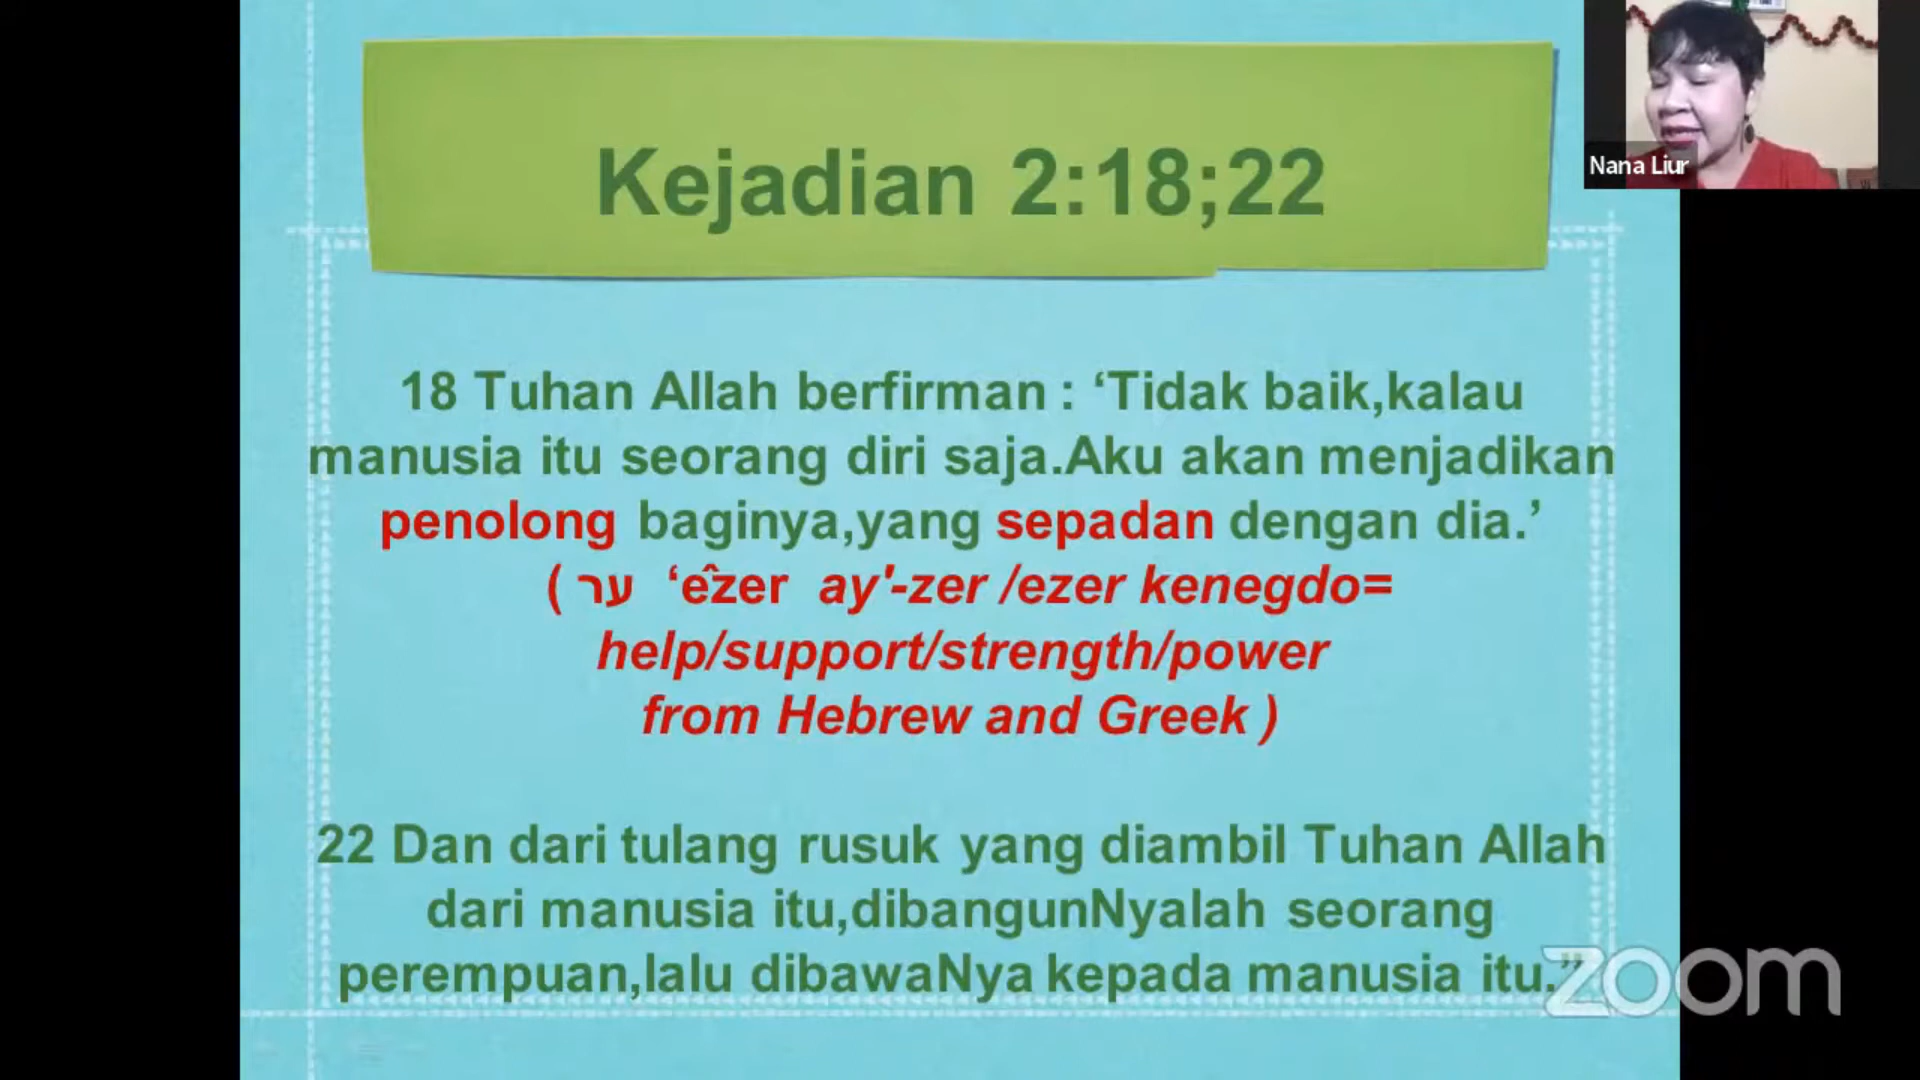 Kejadian 2:18;22
Nana Liur
18 Tuhan Allah berfirman : ‘Tidak baik,kalau
manusia itu seorang diri saja.Aku akan menjadikan
penolong baginya,yang sepadan dengan dia.’
( ער ‘eẑer ay'-zer /ezer kenegdo=
help/support/strength/power
from Hebrew and Greek )
22 Dan dari tulang rusuk yang diambil Tuhan Allah
dari manusia itu,dibangunNyalah seorang
perempuan,lalu dibawaNya kepada manusia itu.”
zoom